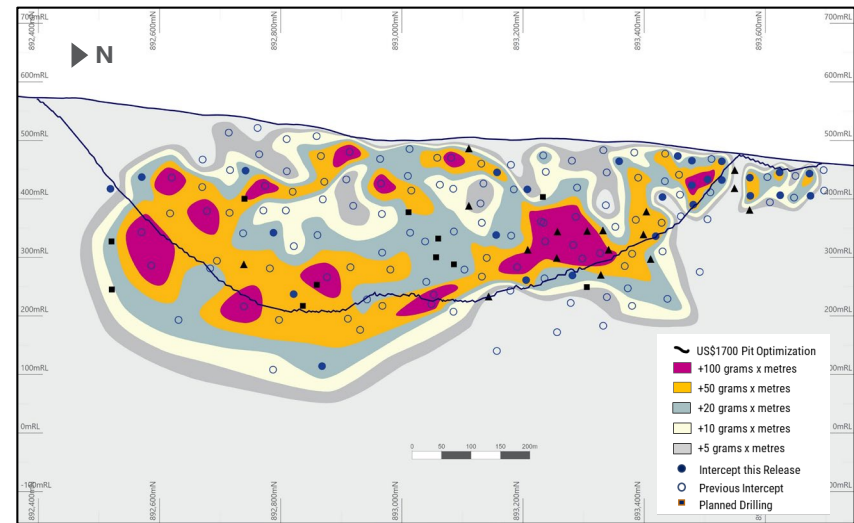 700mRL
700mRL
892,400mN
892,600mN
892,800mN
893,000mN
893,200mN
893,400mN
893,600mN
N
600mRL
600mRL
500mRL
500mRL
400mRL
400mRL
300mRL
300mRL
200mRL
200mRL
100mRL
0mRL
-100mRL
US$1700 Pit Optimization
+100 grams x metres
+50 grams x metres
+20 grams x metres
+10 grams x metres
+5 grams x metres
Intercept this Release
Previous Intercept
Planned Drilling
0 50 100 150 200m
892,400mN
892,600mN
892,800mN
893,000mN
893,200mN
893,400mN
893,600mN